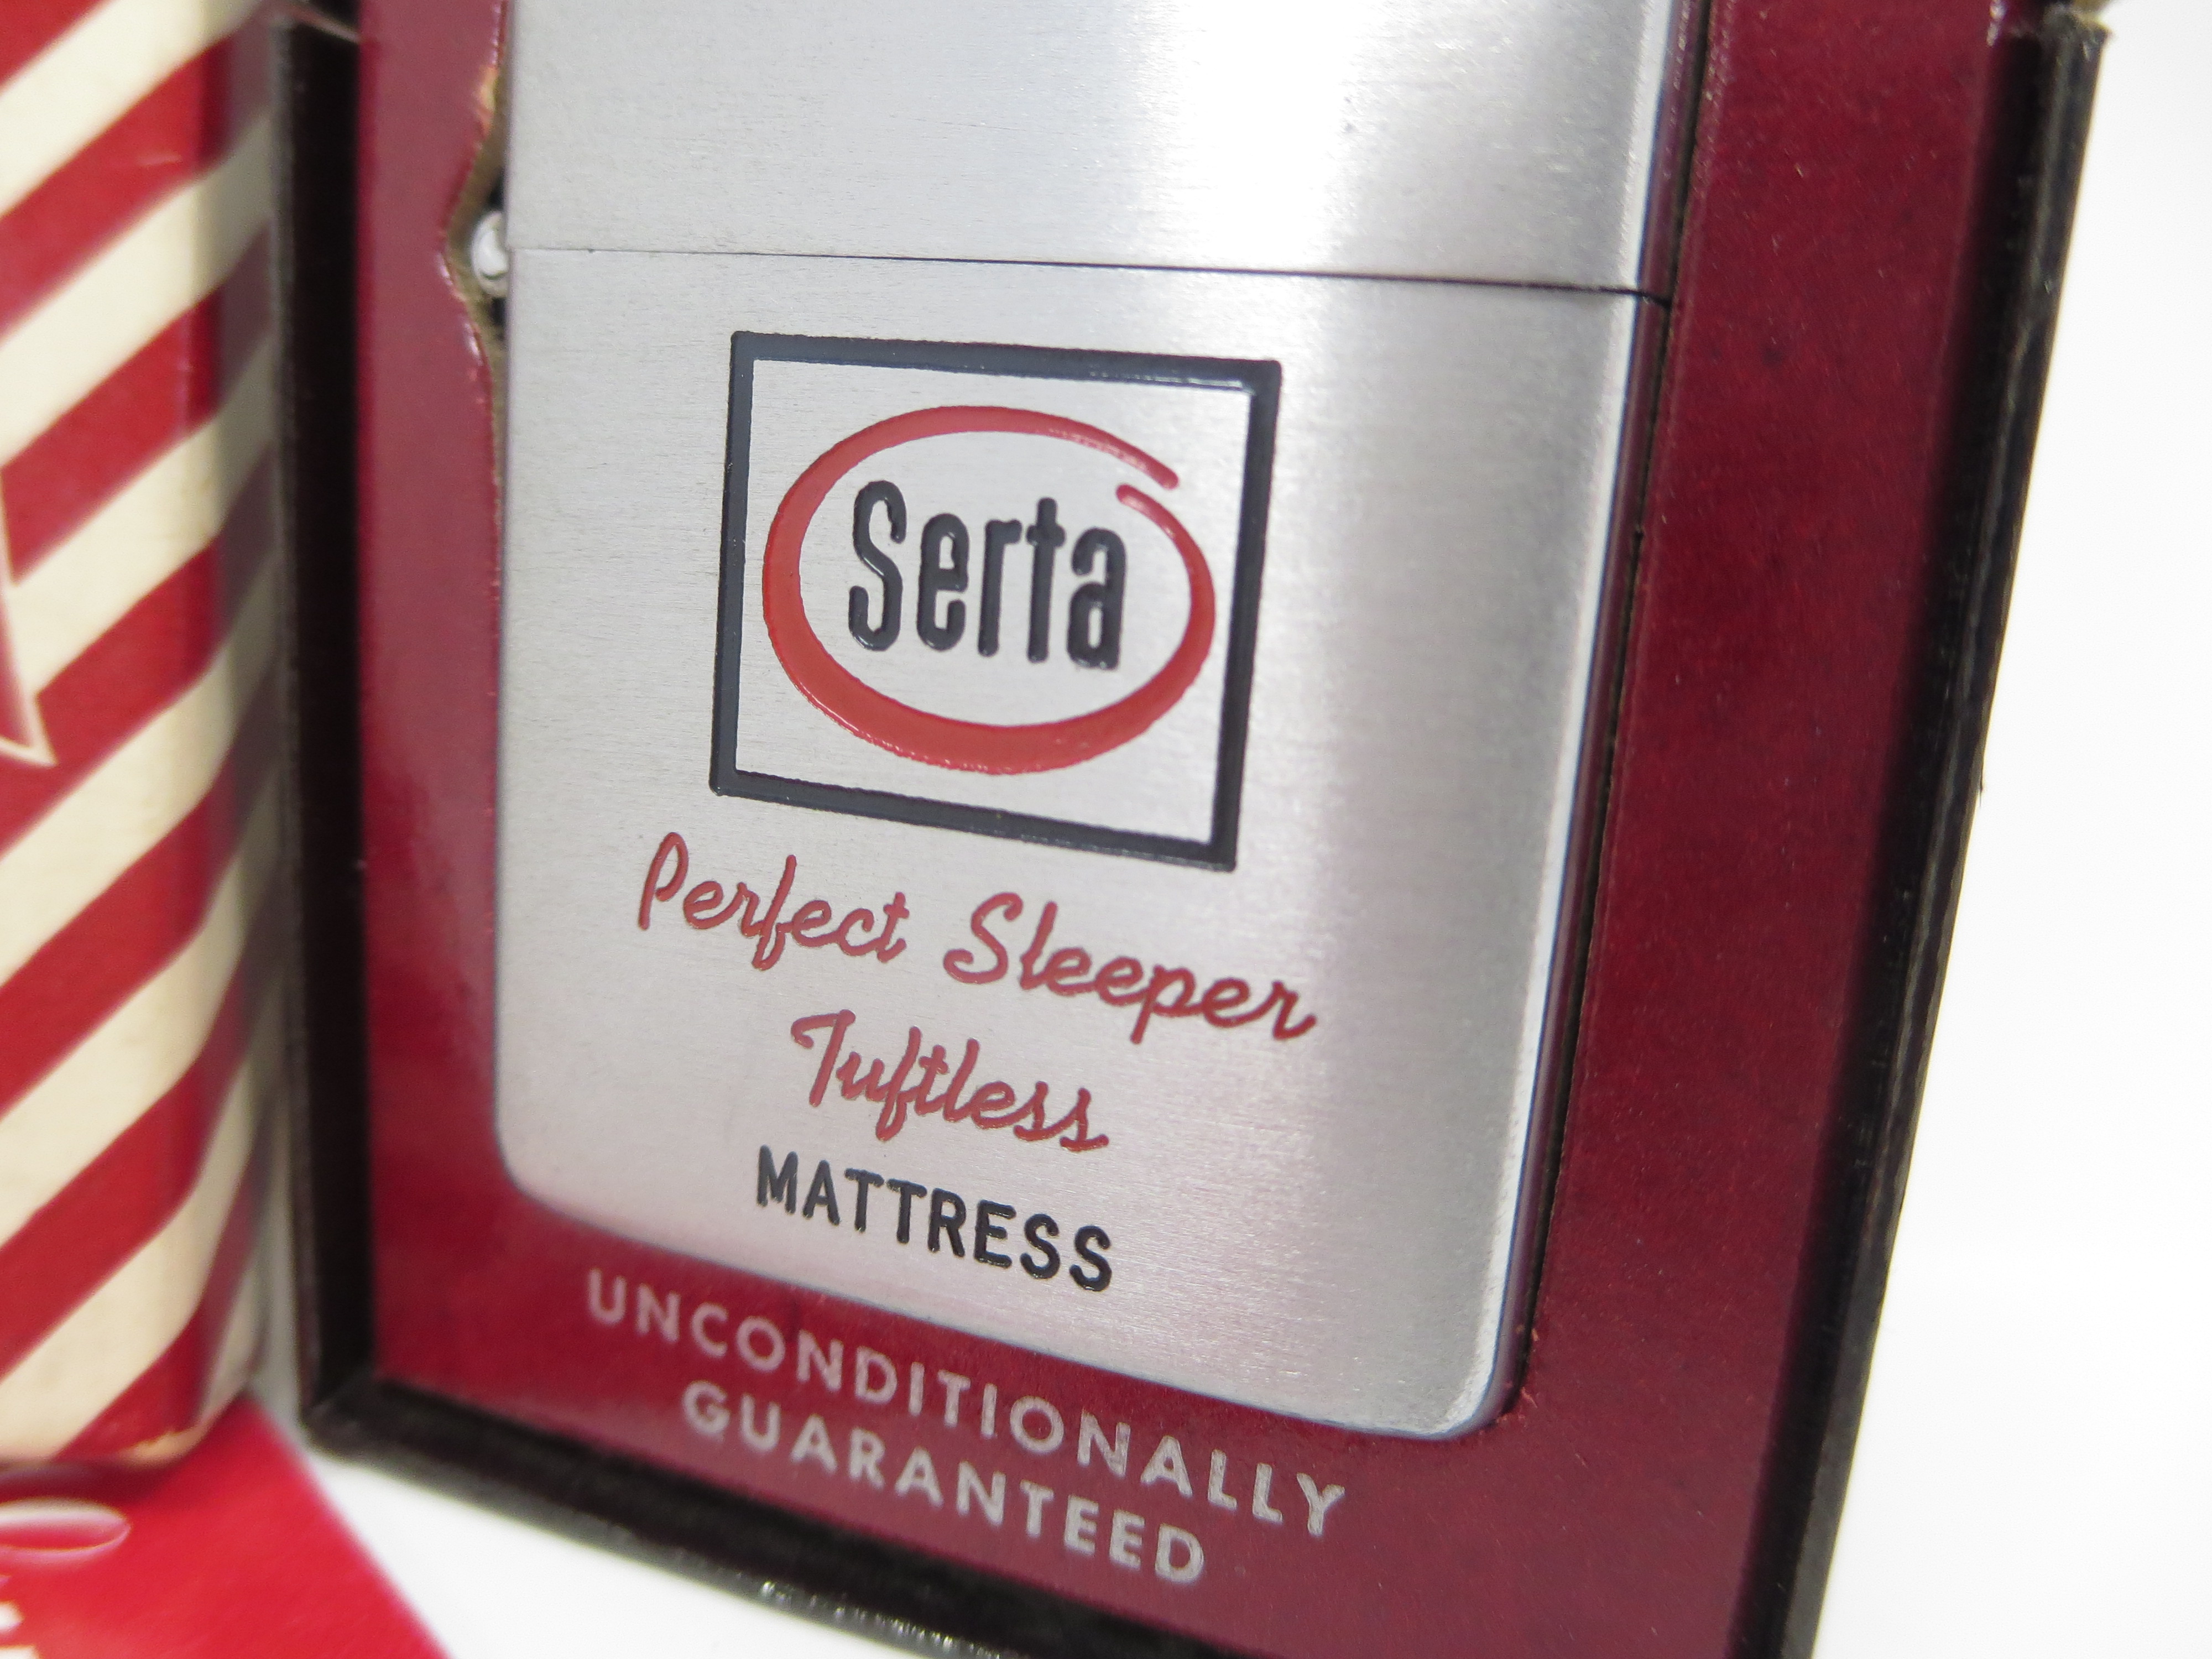 Serta
Perfect Sleeper
Tuftless
MATTRESS
UNCONDITIONALLY
GUARANTEED